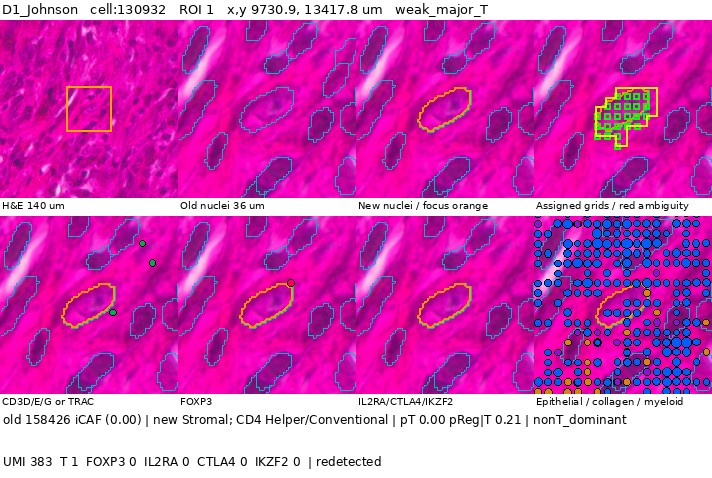 D1_Johnson cell:130932 ROI 1 x,y 9730.9, 13417.8 um weak_major_T
H&E 140 um
Old nuclei 36 um
New nuclei / focus orange
Assigned grids / red ambiguity
CD3D/E/G or TRAC
FOXP3
IL2RA/CTLA4/IKZF2
Epithelial / collagen / myeloid
old 158426 iCAF (0.00) | new Stromal; CD4 Helper/Conventional | pT 0.00 pReg|T 0.21 | nonT_dominant
UMI 383 T 1 FOXP3 0 IL2RA 0 CTLA4 0 IKZF2 0 | redetected